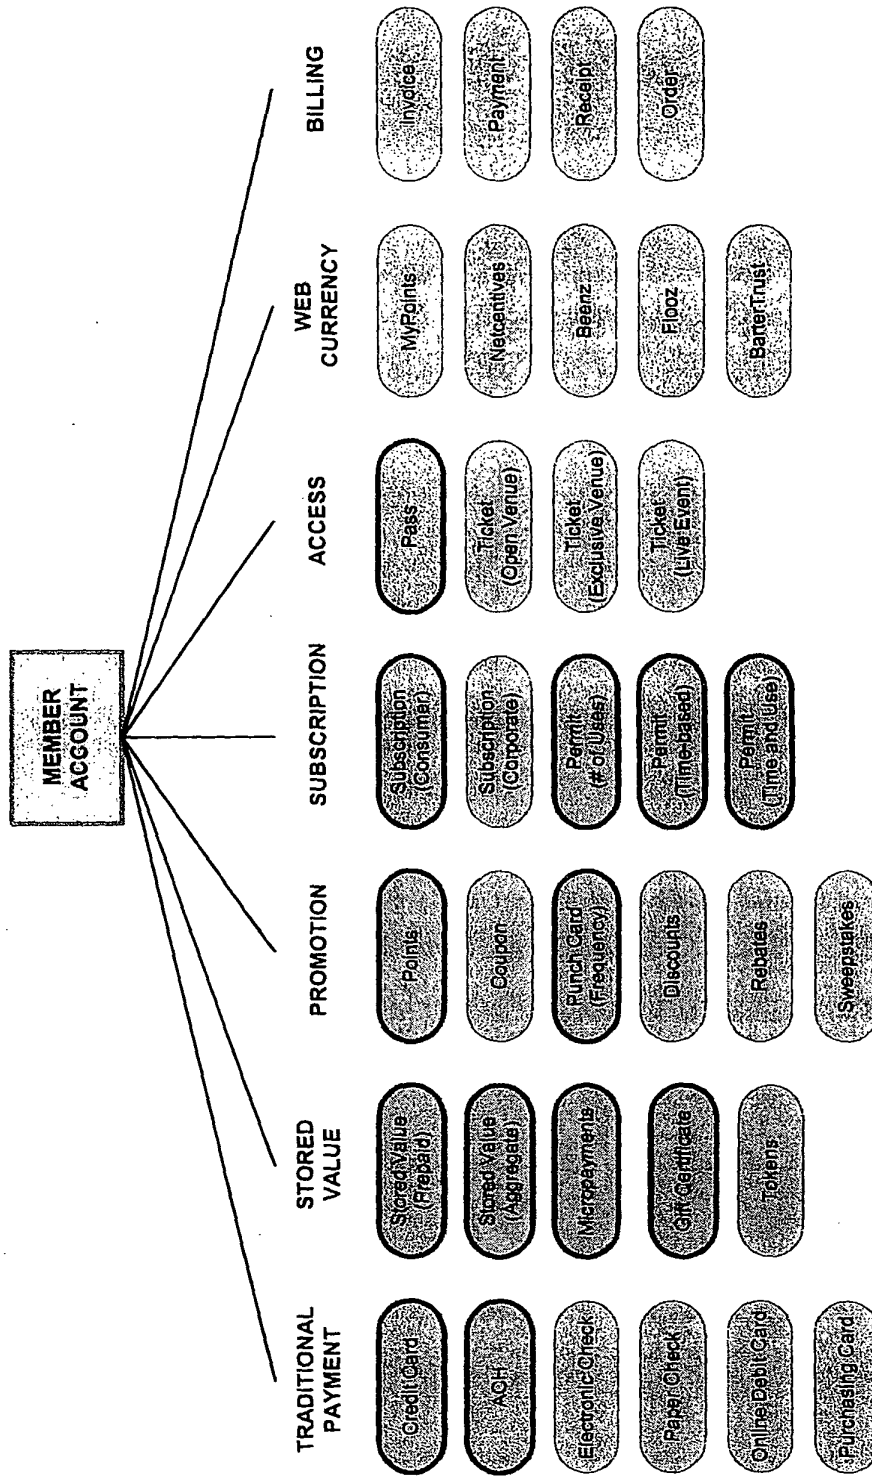 MEMBER
ACCOUNT
TRADITIONAL
PAYMENT
Credit Card
ACH
Electronic Check
Paper Check
Online Debit Card
Purchasing Card
STORED
VALUE
Stored Value
(Prepaid)
Stored Value
(Aggregate)
Micropayments
Gift Certificate
Tokens
PROMOTION
Points
Coupon
Punch Card
(Frequency)
Discounts
Rebates
Sweepstakes
SUBSCRIPTION
Subscription
(Consumer)
Subscription
(Corporate)
Permit
(# of Uses)
Permit
(Time-based)
Permit
(Time and Use)
ACCESS
Pass
Ticket
(Open Venue)
Ticket
(Exclusive Venue)
Ticket
(Live Event)
WEB
CURRENCY
MyPoints
Netcentives
Beenz
Flooz
BarterTrust
BILLING
Invoice
Payment
Receipt
Order